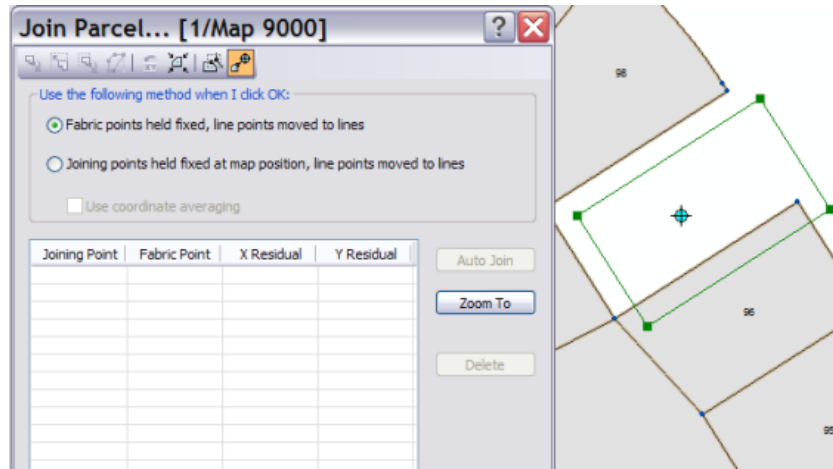 Join Parcel... [1/Map 9000]
Use the following method when I click OK:
Fabric points held fixed, line points moved to lines
Joining points held fixed at map position, line points moved to lines
Use coordinate averaging
Joining Point Fabric Point X Residual Y Residual
Auto Join
Zoom To
Delete
98
96
95